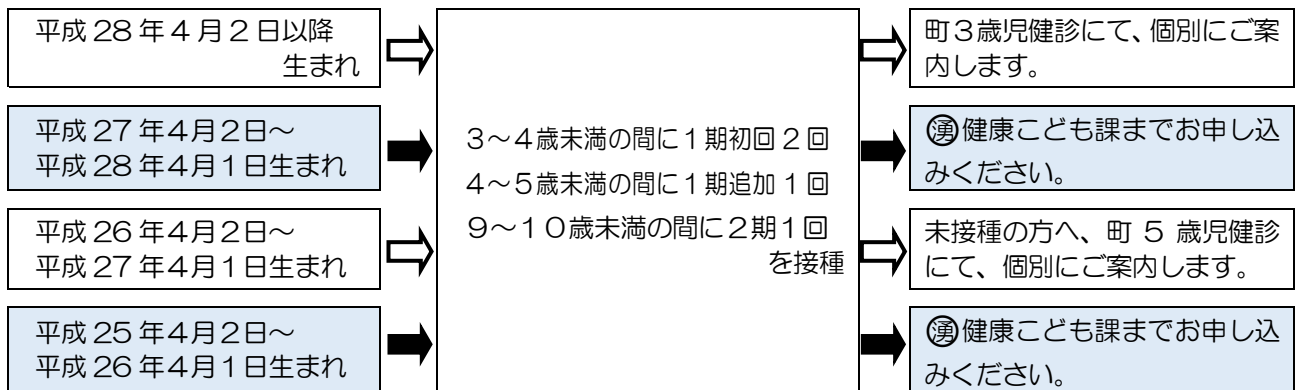 平成28年4月2日以降
生まれ
町３歳児健診にて、個別にご案
内します。
平成27年4月2日～
平成28年4月1日生まれ
３～４歳未満の間に１期初回２回
４～５歳未満の間に１期追加１回
９～１０歳未満の間に２期１回
を接種
㊌健康こども課までお申し込
みください。
平成26年4月2日～
平成27年4月1日生まれ
未接種の方へ、町 5 歳児健診
にて、個別にご案内します。
平成25年4月2日～
平成26年4月1日生まれ
湧健康こども課までお申し込
みください。